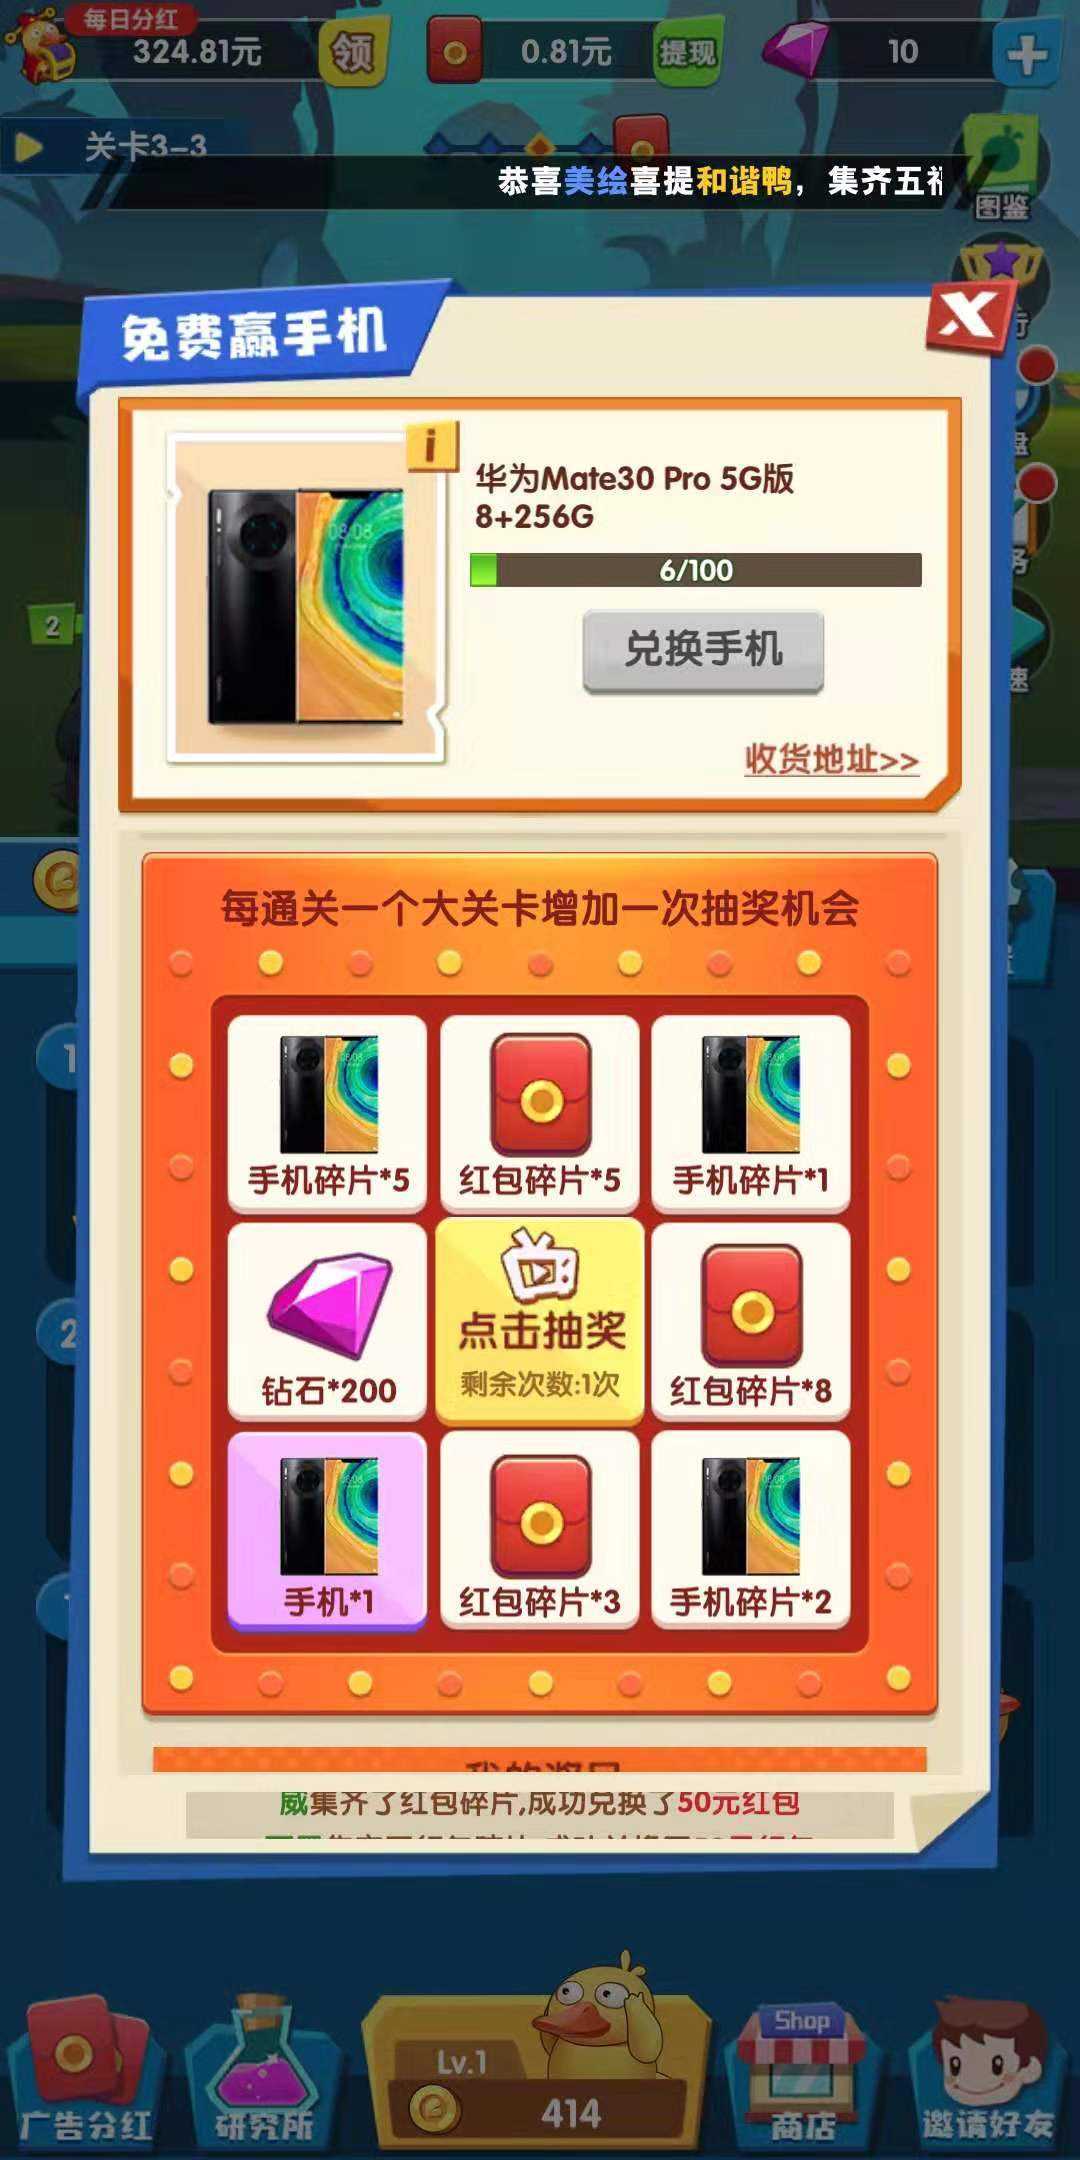 每日分红
324.81元
领
0.81元
提现
10
关卡3-3
恭喜美绘喜提和谐鸭，集齐五
图鉴
免费赢手机
华为Mate30 Pro 5G版
8+256G
6/100
兑换手机
收货地址>>
2
每通关一个大关卡增加一次抽奖机会
手机碎片*5
红包碎片*5
手机碎片*1
钻石*200
点击抽奖
剩余次数:1次
红包碎片*8
手机*1
红包碎片*3
手机碎片*2
威集齐了红包碎片,成功兑换了50元红包
广告分红
研究所
Lv.1
414
Shop
商店
邀请好友